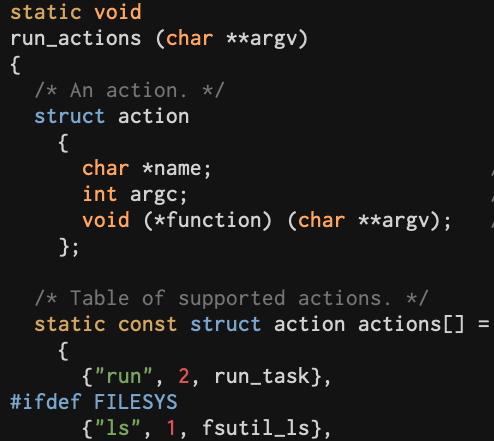 static void
run_actions (char **argv)
{
  /* An action. */
  struct action
    {
      char *name;                       /
      int argc;                         /
      void (*function) (char **argv);   /
    };

  /* Table of supported actions. */
  static const struct action actions[] =
    {
      {"run", 2, run_task},
#ifdef FILESYS
      {"ls", 1, fsutil_ls},